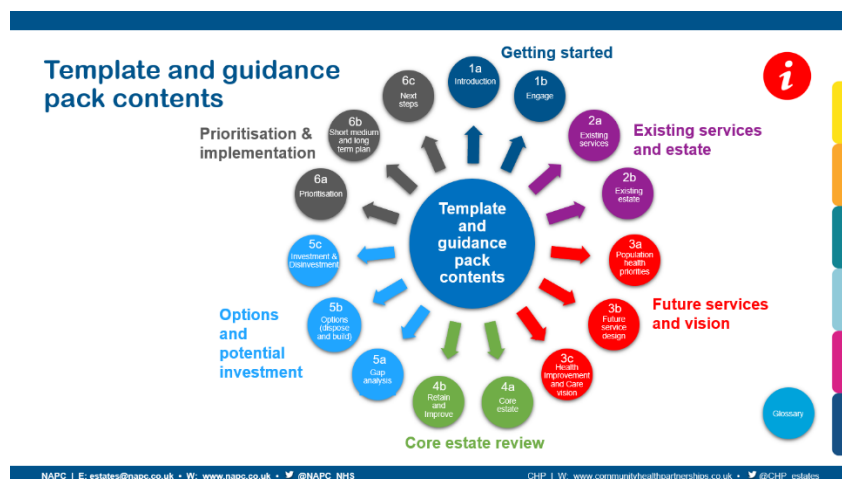 Template and guidance
pack contents
Getting started
1a
Introduction
1b
Engage
Existing services
and estate
2a
Existing
services
2b
Existing
estate
Future services
and vision
3a
Population
health
priorities
3b
Future
service
design
3c
Health
Improvement
and Care
vision
Core estate review
4a
Core
estate
4b
Retain
and
Improve
Options
and
potential
investment
5a
Gap
analysis
5b
Options
(dispose
and build)
5c
Investment &
Disinvestment
Prioritisation &
implementation
6a
Prioritisation
6b
Short medium
and long
term plan
6c
Next
steps
Template
and
guidance
pack
contents
i
Glossary
NAPC | E: estates@napc.co.uk • W: www.napc.co.uk • @NAPC_NHS
CHP | W: www.communityhealthpartnerships.co.uk • @CHP_estates